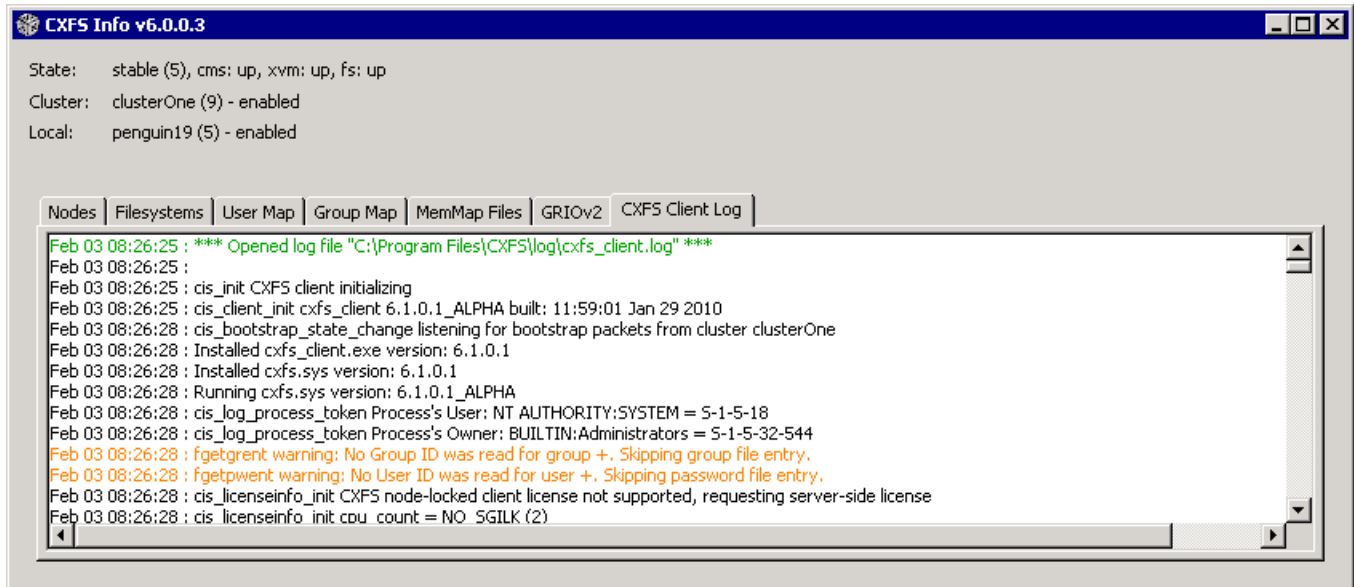 CXFS Info v6.0.0.3
State: stable (5), cms: up, xvm: up, fs: up
Cluster: clusterOne (9) - enabled
Local: penguin19 (5) - enabled
Nodes Filesystems User Map Group Map MemMap Files GRIOv2 CXFS Client Log
Feb 03 08:26:25 : *** Opened log file "C:\Program Files\CXFS\log\cxfs_client.log" ***
Feb 03 08:26:25 :
Feb 03 08:26:25 : cis_init CXFS client initializing
Feb 03 08:26:25 : cis_client_init cxfs_client 6.1.0.1_ALPHA built: 11:59:01 Jan 29 2010
Feb 03 08:26:28 : cis_bootstrap_state_change listening for bootstrap packets from cluster clusterOne
Feb 03 08:26:28 : Installed cxfs_client.exe version: 6.1.0.1
Feb 03 08:26:28 : Installed cxfs.sys version: 6.1.0.1
Feb 03 08:26:28 : Running cxfs.sys version: 6.1.0.1_ALPHA
Feb 03 08:26:28 : cis_log_process_token Process's User: NT AUTHORITY:SYSTEM = S-1-5-18
Feb 03 08:26:28 : cis_log_process_token Process's Owner: BUILTIN:Administrators = S-1-5-32-544
Feb 03 08:26:28 : fgetgrent warning: No Group ID was read for group +. Skipping group file entry.
Feb 03 08:26:28 : fgetpwent warning: No User ID was read for user +. Skipping password file entry.
Feb 03 08:26:28 : cis_licenseinfo_init CXFS node-locked client license not supported, requesting server-side license
Feb 03 08:26:28 : cis_licenseinfo_init cpu_count = NO_SGILK (2)